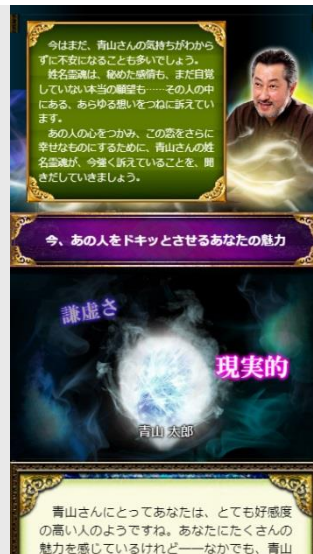 今はまだ、青山さんの気持ちがわから
ずに不安になることも多いでしょう。
姓名霊魂は、秘めた感情も、まだ自覚
していない本当の願望も……その人の中
にある、あらゆる想いをつねに訴えてい
ます。
あの人の心をつかみ、この恋をさらに
幸せなものにするために、青山さんの姓
名霊魂が、今強く訴えていることを、聞
きだしていきましょう。
今、あの人をドキッとさせるあなたの魅力
謙虚さ
現実的
青山 太郎
青山さんにとってあなたは、とても好感度
の高い人のようですね。あなたにたくさんの
魅力を感じているけれど――なかでも、青山